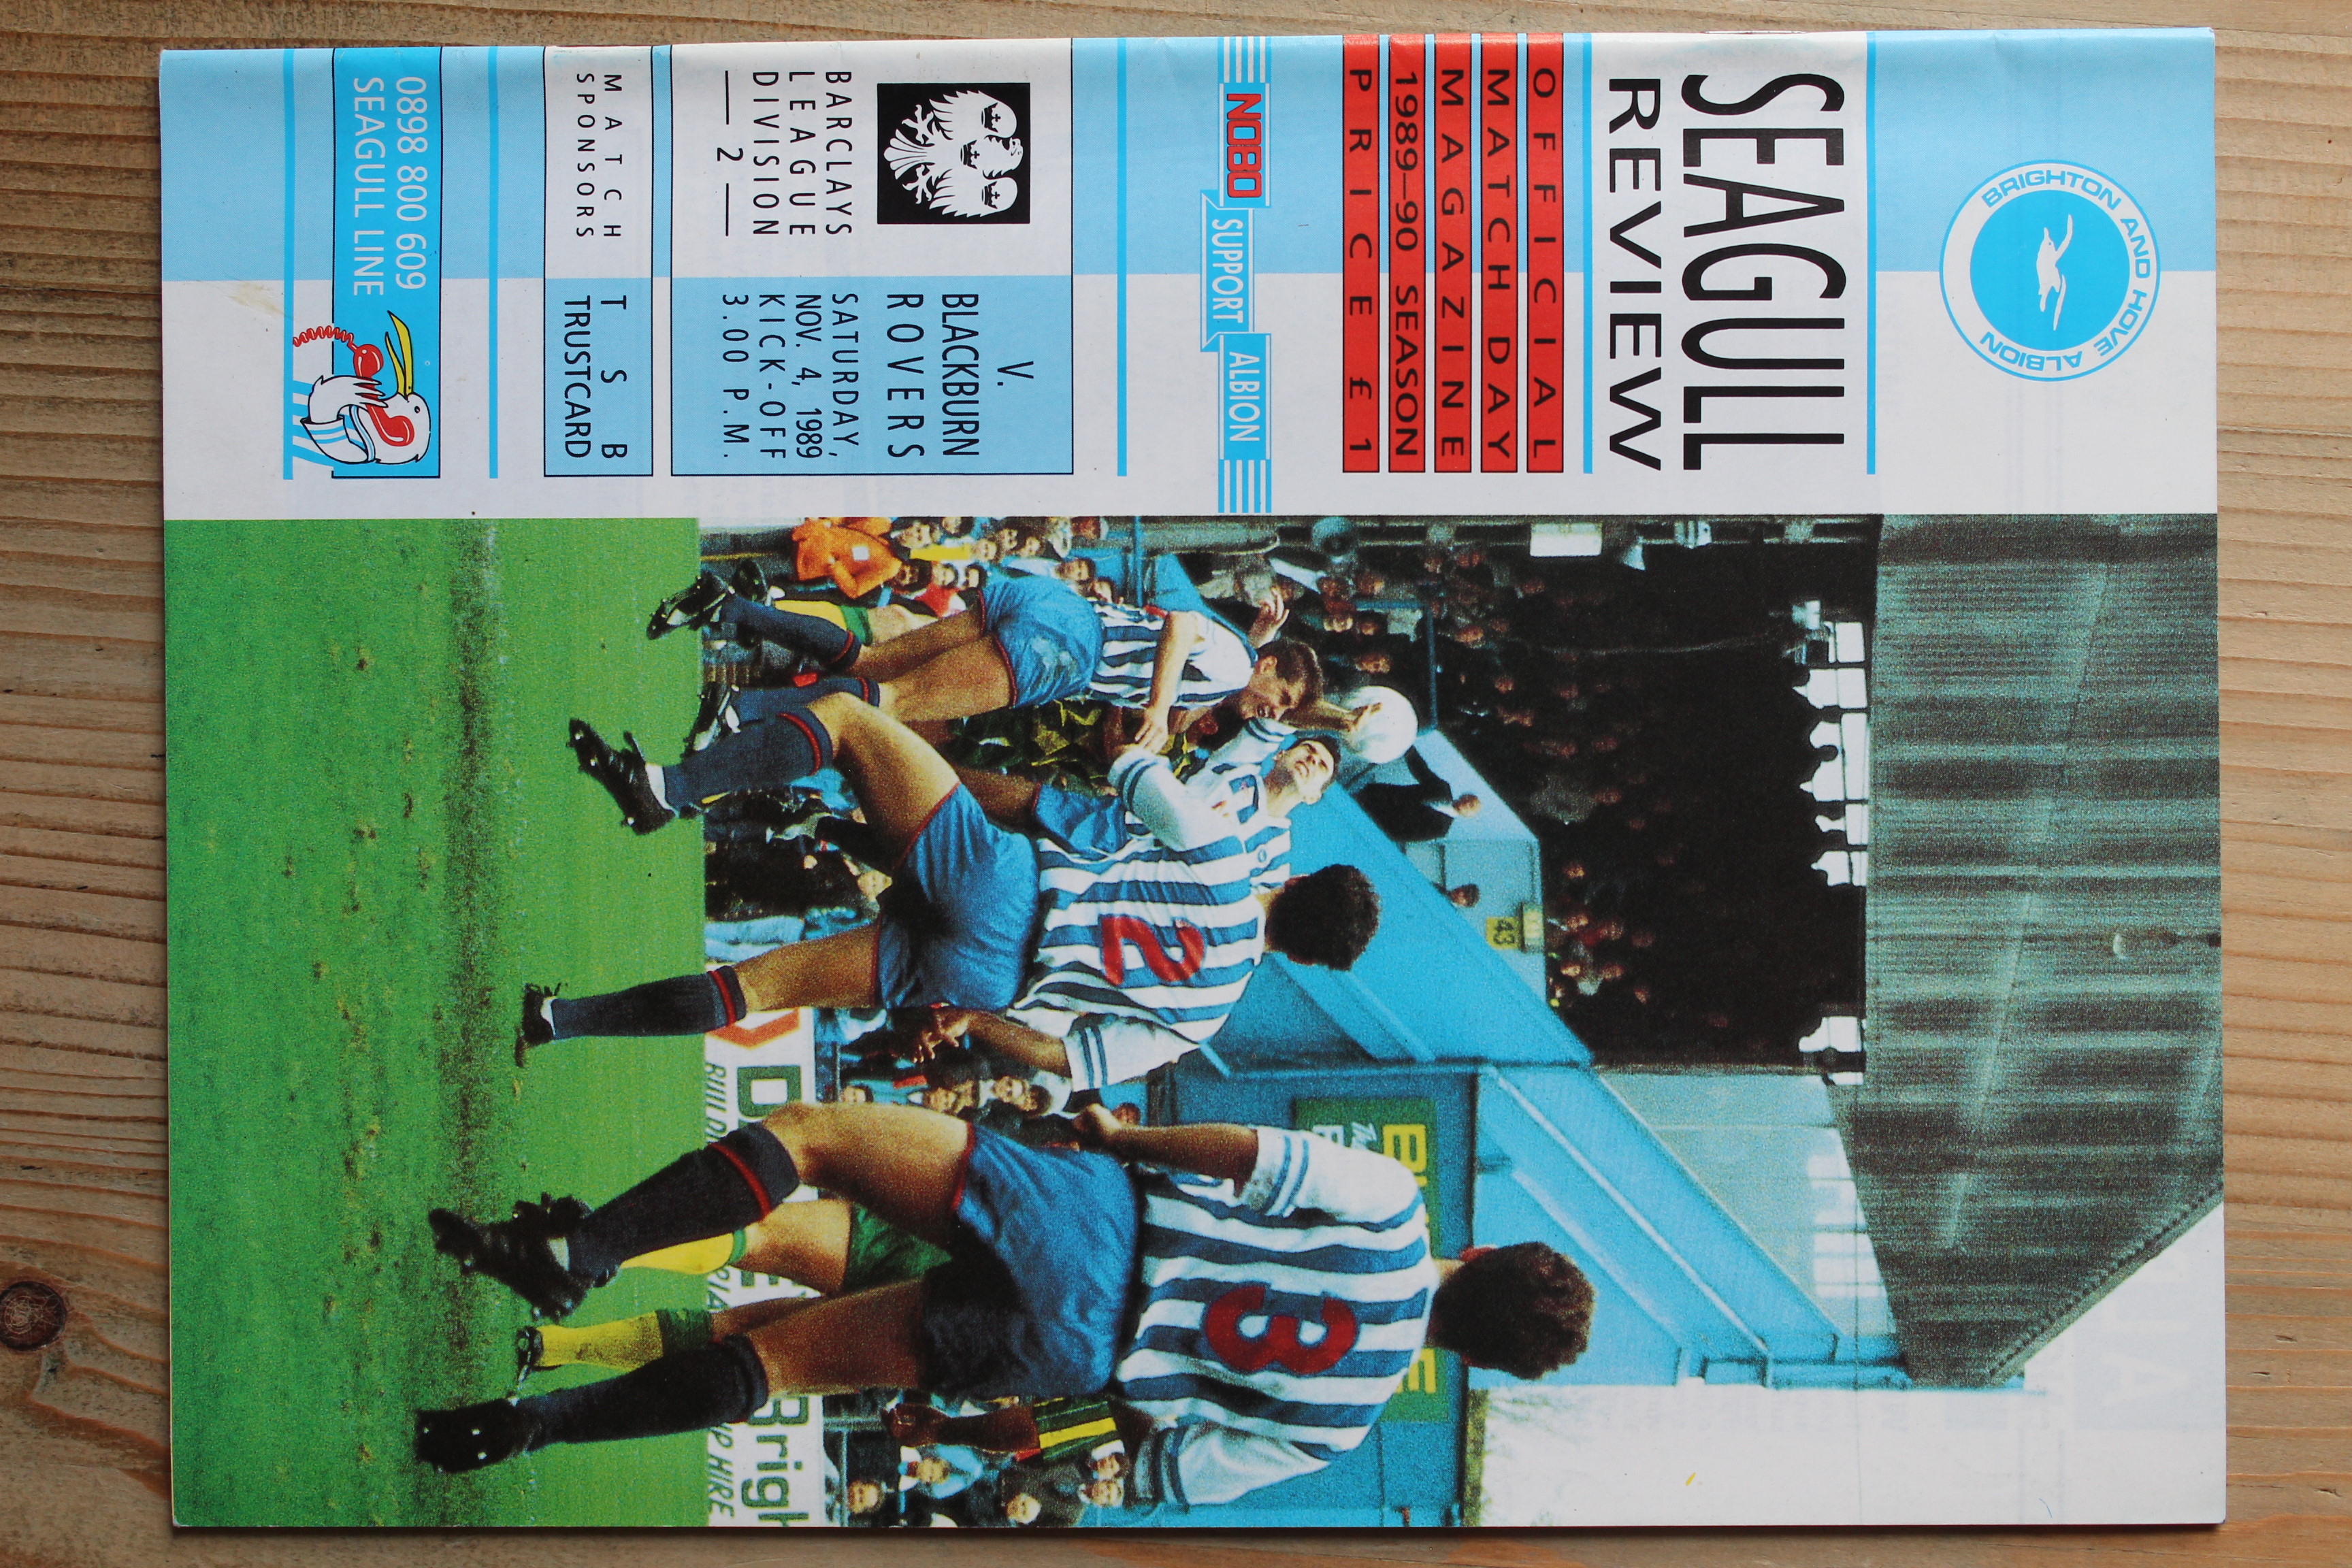 BRIGHTON AND HOVE ALBION
SEAGULL
REVIEW
OFFICIAL
MATCH DAY
MAGAZINE
1989–90 SEASON
PRICE £1
NOBO SUPPORT ALBION
BARCLAYS
LEAGUE
DIVISION
— 2 —
V.
BLACKBURN
ROVERS
SATURDAY,
NOV. 4, 1989
KICK-OFF
3.00 P.M.
MATCH
SPONSORS
TSB
TRUSTCARD
0898 800 609
SEAGULL LINE
43
2
3
HIRE